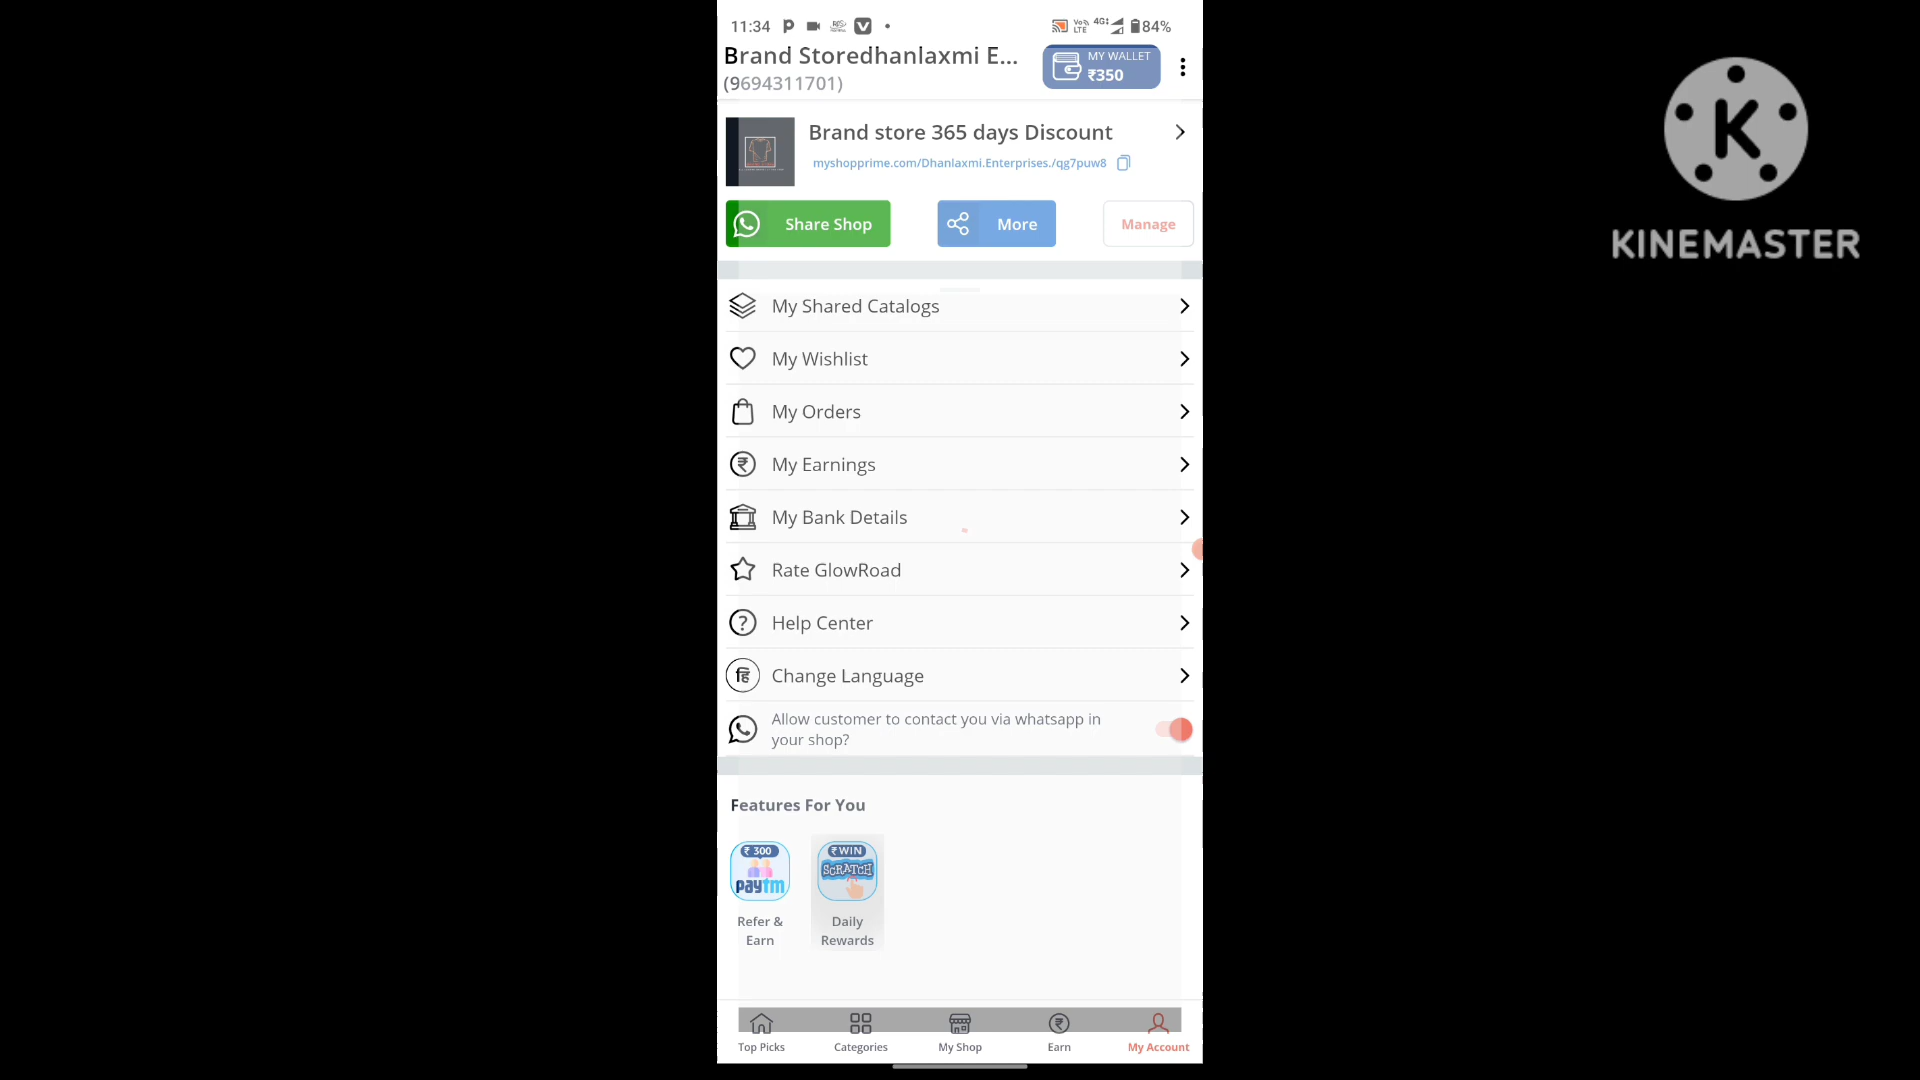 11:34
Vo
LTE
4G
84%
Brand Storedhanlaxmi E...
MY WALLET
₹350
(9694311701)
Brand store 365 days Discount
myshopprime.com/Dhanlaxmi.Enterprises./qg7puw8
Share Shop
More
Manage
My Shared Catalogs
My Wishlist
My Orders
My Earnings
My Bank Details
Rate GlowRoad
Help Center
हि
Change Language
Allow customer to contact you via whatsapp in
your shop?
Features For You
₹ 300
paytm
₹ WIN
SCRATCH
Refer &
Earn
Daily
Rewards
Top Picks
Categories
My Shop
Earn
My Account
K
KINEMASTER